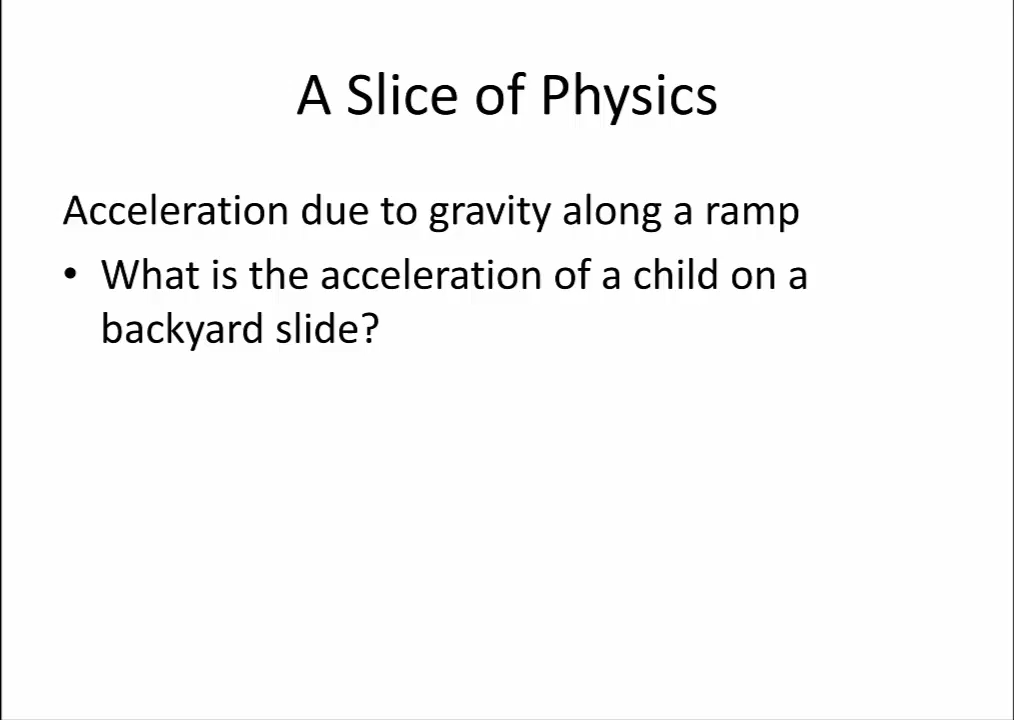 A Slice of Physics
Acceleration due to gravity along a ramp
• What is the acceleration of a child on a
backyard slide?